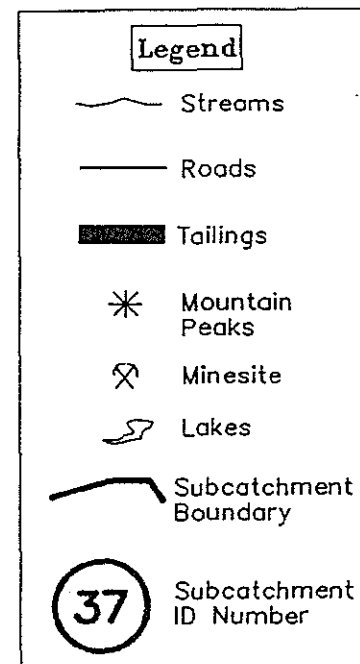 Legend
Streams
Roads
Tailings
Mountain
Peaks
Minesite
Lakes
Subcatchment
Boundary
37
Subcatchment
ID Number